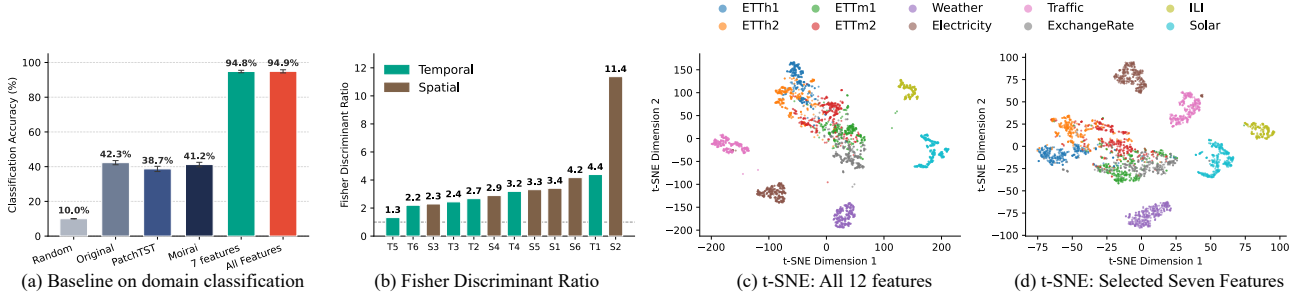 ETTh1 ETTm1 Weather Traffic ILI
ETTh2 ETTm2 Electricity ExchangeRate Solar
Classification Accuracy (%)
100
80
60
40
20
0
10.0%
42.3%
38.7%
41.2%
94.8%
94.9%
Random
Original
PatchTST
Moirai
7 features
All Features
(a) Baseline on domain classification
Fisher Discriminant Ratio
12
10
8
6
4
2
0
Temporal
Spatial
1.3 2.2 2.3 2.4 2.7 2.9 3.2 3.3 3.4 4.2 4.4 11.4
T5 T6 S3 T3 T2 S4 T4 S5 S1 S6 T1 S2
(b) Fisher Discriminant Ratio
t-SNE Dimension 2
150
100
50
0
−50
−100
−150
−200
−200 −100 0 100 200
t-SNE Dimension 1
(c) t-SNE: All 12 features
t-SNE Dimension 2
100
75
50
25
0
−25
−50
−75
−100
−75 −50 −25 0 25 50 75 100
t-SNE Dimension 1
(d) t-SNE: Selected Seven Features